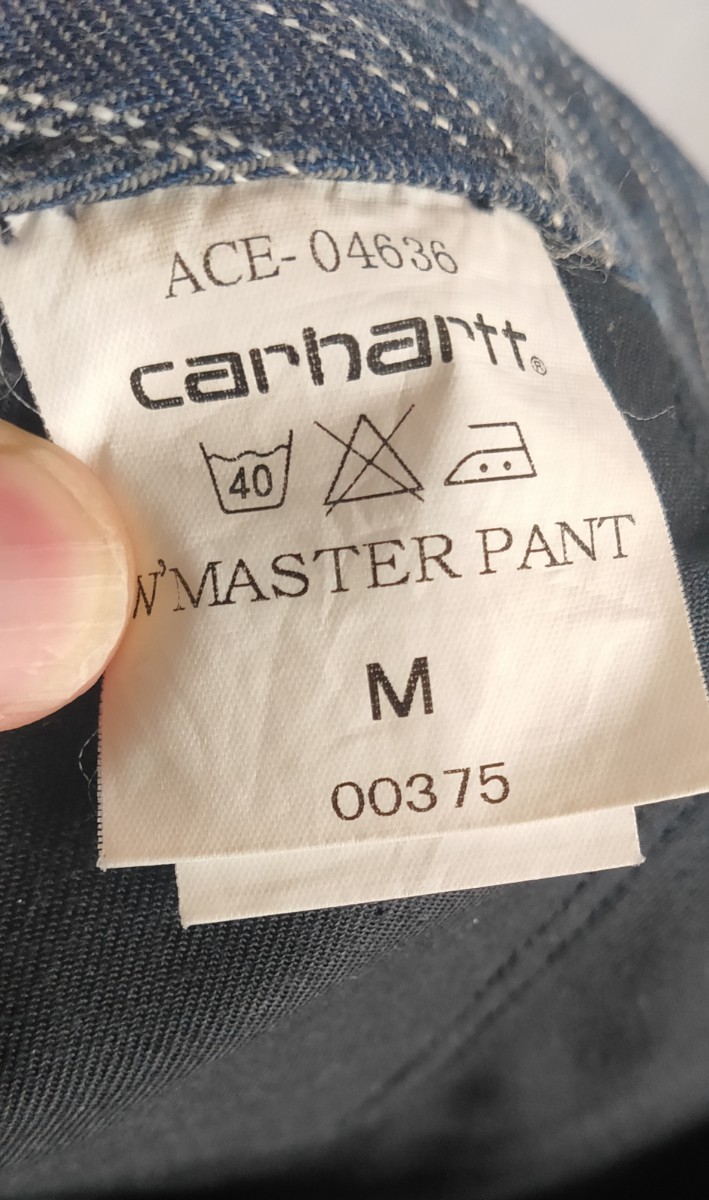 ACE-04636
carhartt®
40
W'MASTER PANT
M
00375